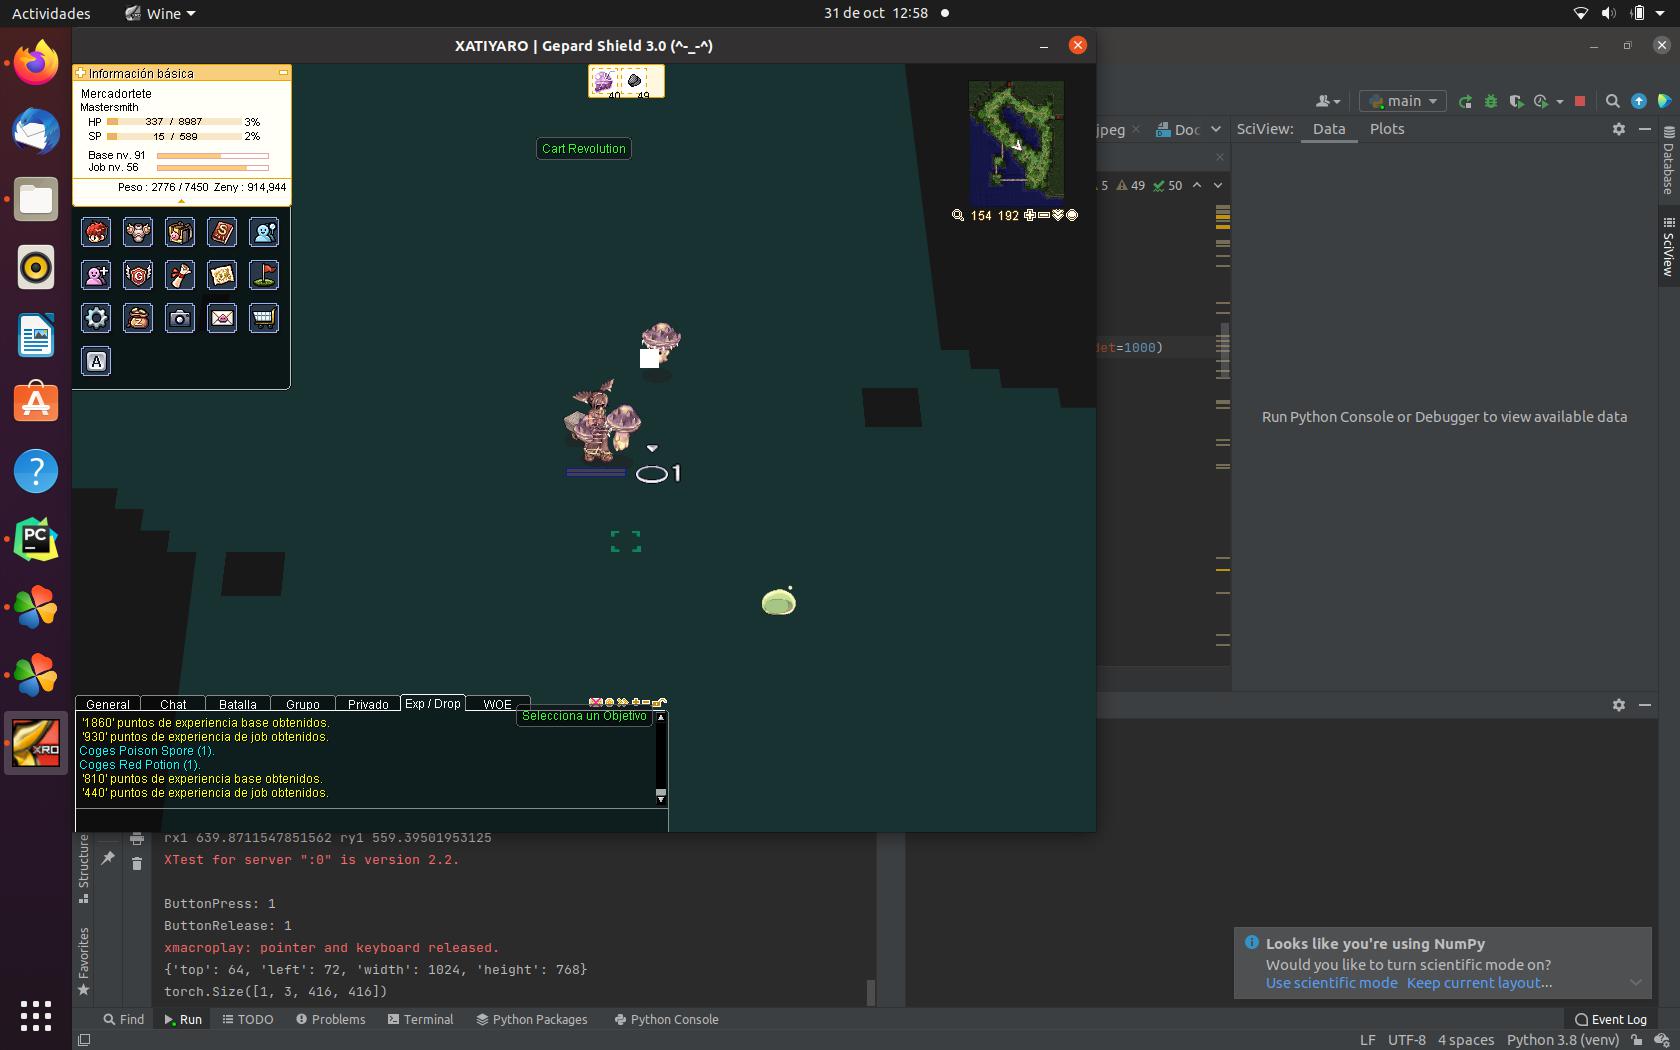 Actividades
Wine
31 de oct 12:58
XATIYARO | Gepard Shield 3.0 (^-_-^)
Información básica
Mercadortete
Mastersmith
HP 337 / 8987 3%
SP 15 / 589 2%
Base nv. 91
Job nv. 56
Peso : 2776 / 7450 Zeny : 914,944
40 49
Cart Revolution
154 192
1
General Chat Batalla Grupo Privado Exp / Drop WOE
Selecciona un Objetivo
'1860' puntos de experiencia base obtenidos.
'930' puntos de experiencia de job obtenidos.
Coges Poison Spore (1).
Coges Red Potion (1).
'810' puntos de experiencia base obtenidos.
'440' puntos de experiencia de job obtenidos.
main
jpeg
Doc
SciView: Data Plots
5 49 50
det=1000)
Run Python Console or Debugger to view available data
Database
SciView
PC
XRO
A
Structure
Favorites
rx1 639.8711547851562 ry1 559.39501953125
XTest for server ":0" is version 2.2.
ButtonPress: 1
ButtonRelease: 1
xmacroplay: pointer and keyboard released.
{'top': 64, 'left': 72, 'width': 1024, 'height': 768}
torch.Size([1, 3, 416, 416])
Looks like you're using NumPy
Would you like to turn scientific mode on?
Use scientific mode Keep current layout...
Find Run TODO Problems Terminal Python Packages Python Console
Event Log
LF UTF-8 4 spaces Python 3.8 (venv)